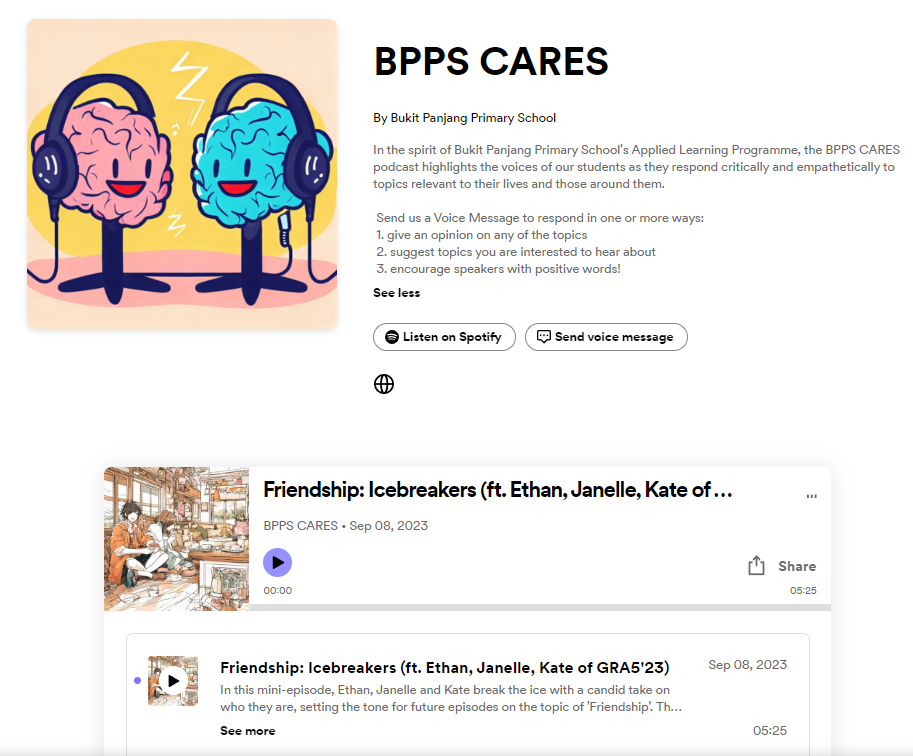 BPPS CARES
By Bukit Panjang Primary School
In the spirit of Bukit Panjang Primary School's Applied Learning Programme, the BPPS CARES
podcast highlights the voices of our students as they respond critically and empathetically to
topics relevant to their lives and those around them.
Send us a Voice Message to respond in one or more ways:
1. give an opinion on any of the topics
2. suggest topics you are interested to hear about
3. encourage speakers with positive words!
See less
Listen on Spotify
Send voice message
Friendship: Icebreakers (ft. Ethan, Janelle, Kate of ...
BPPS CARES • Sep 08, 2023
Share
00:00
05:25
Friendship: Icebreakers (ft. Ethan, Janelle, Kate of GRA5'23)
Sep 08, 2023
In this mini-episode, Ethan, Janelle and Kate break the ice with a candid take on
who they are, setting the tone for future episodes on the topic of 'Friendship'. Th...
See more
05:25